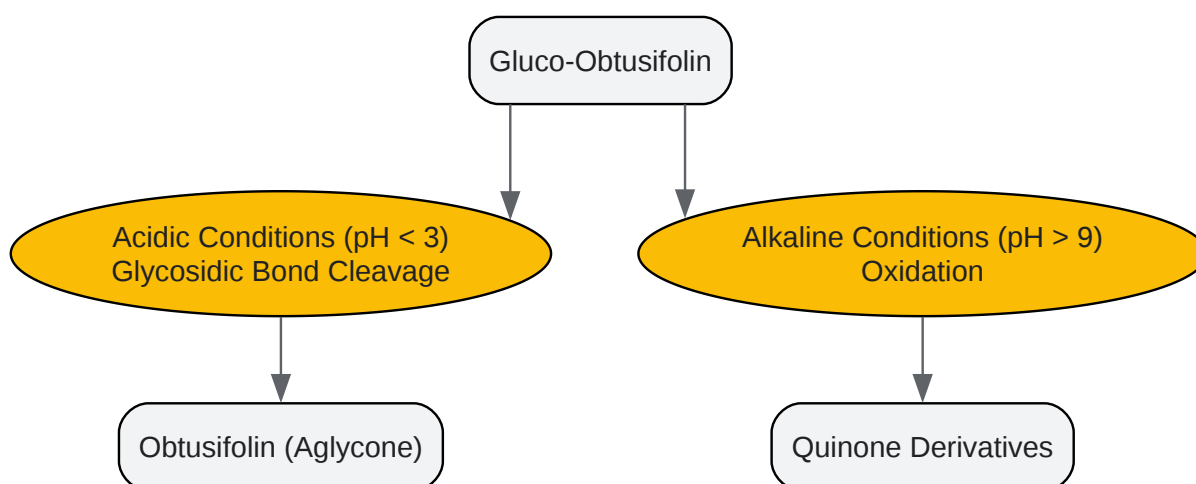 Gluco-Obtusifolin
Acidic Conditions (pH < 3)
Glycosidic Bond Cleavage
Alkaline Conditions (pH > 9)
Oxidation
Obtusifolin (Aglycone)
Quinone Derivatives